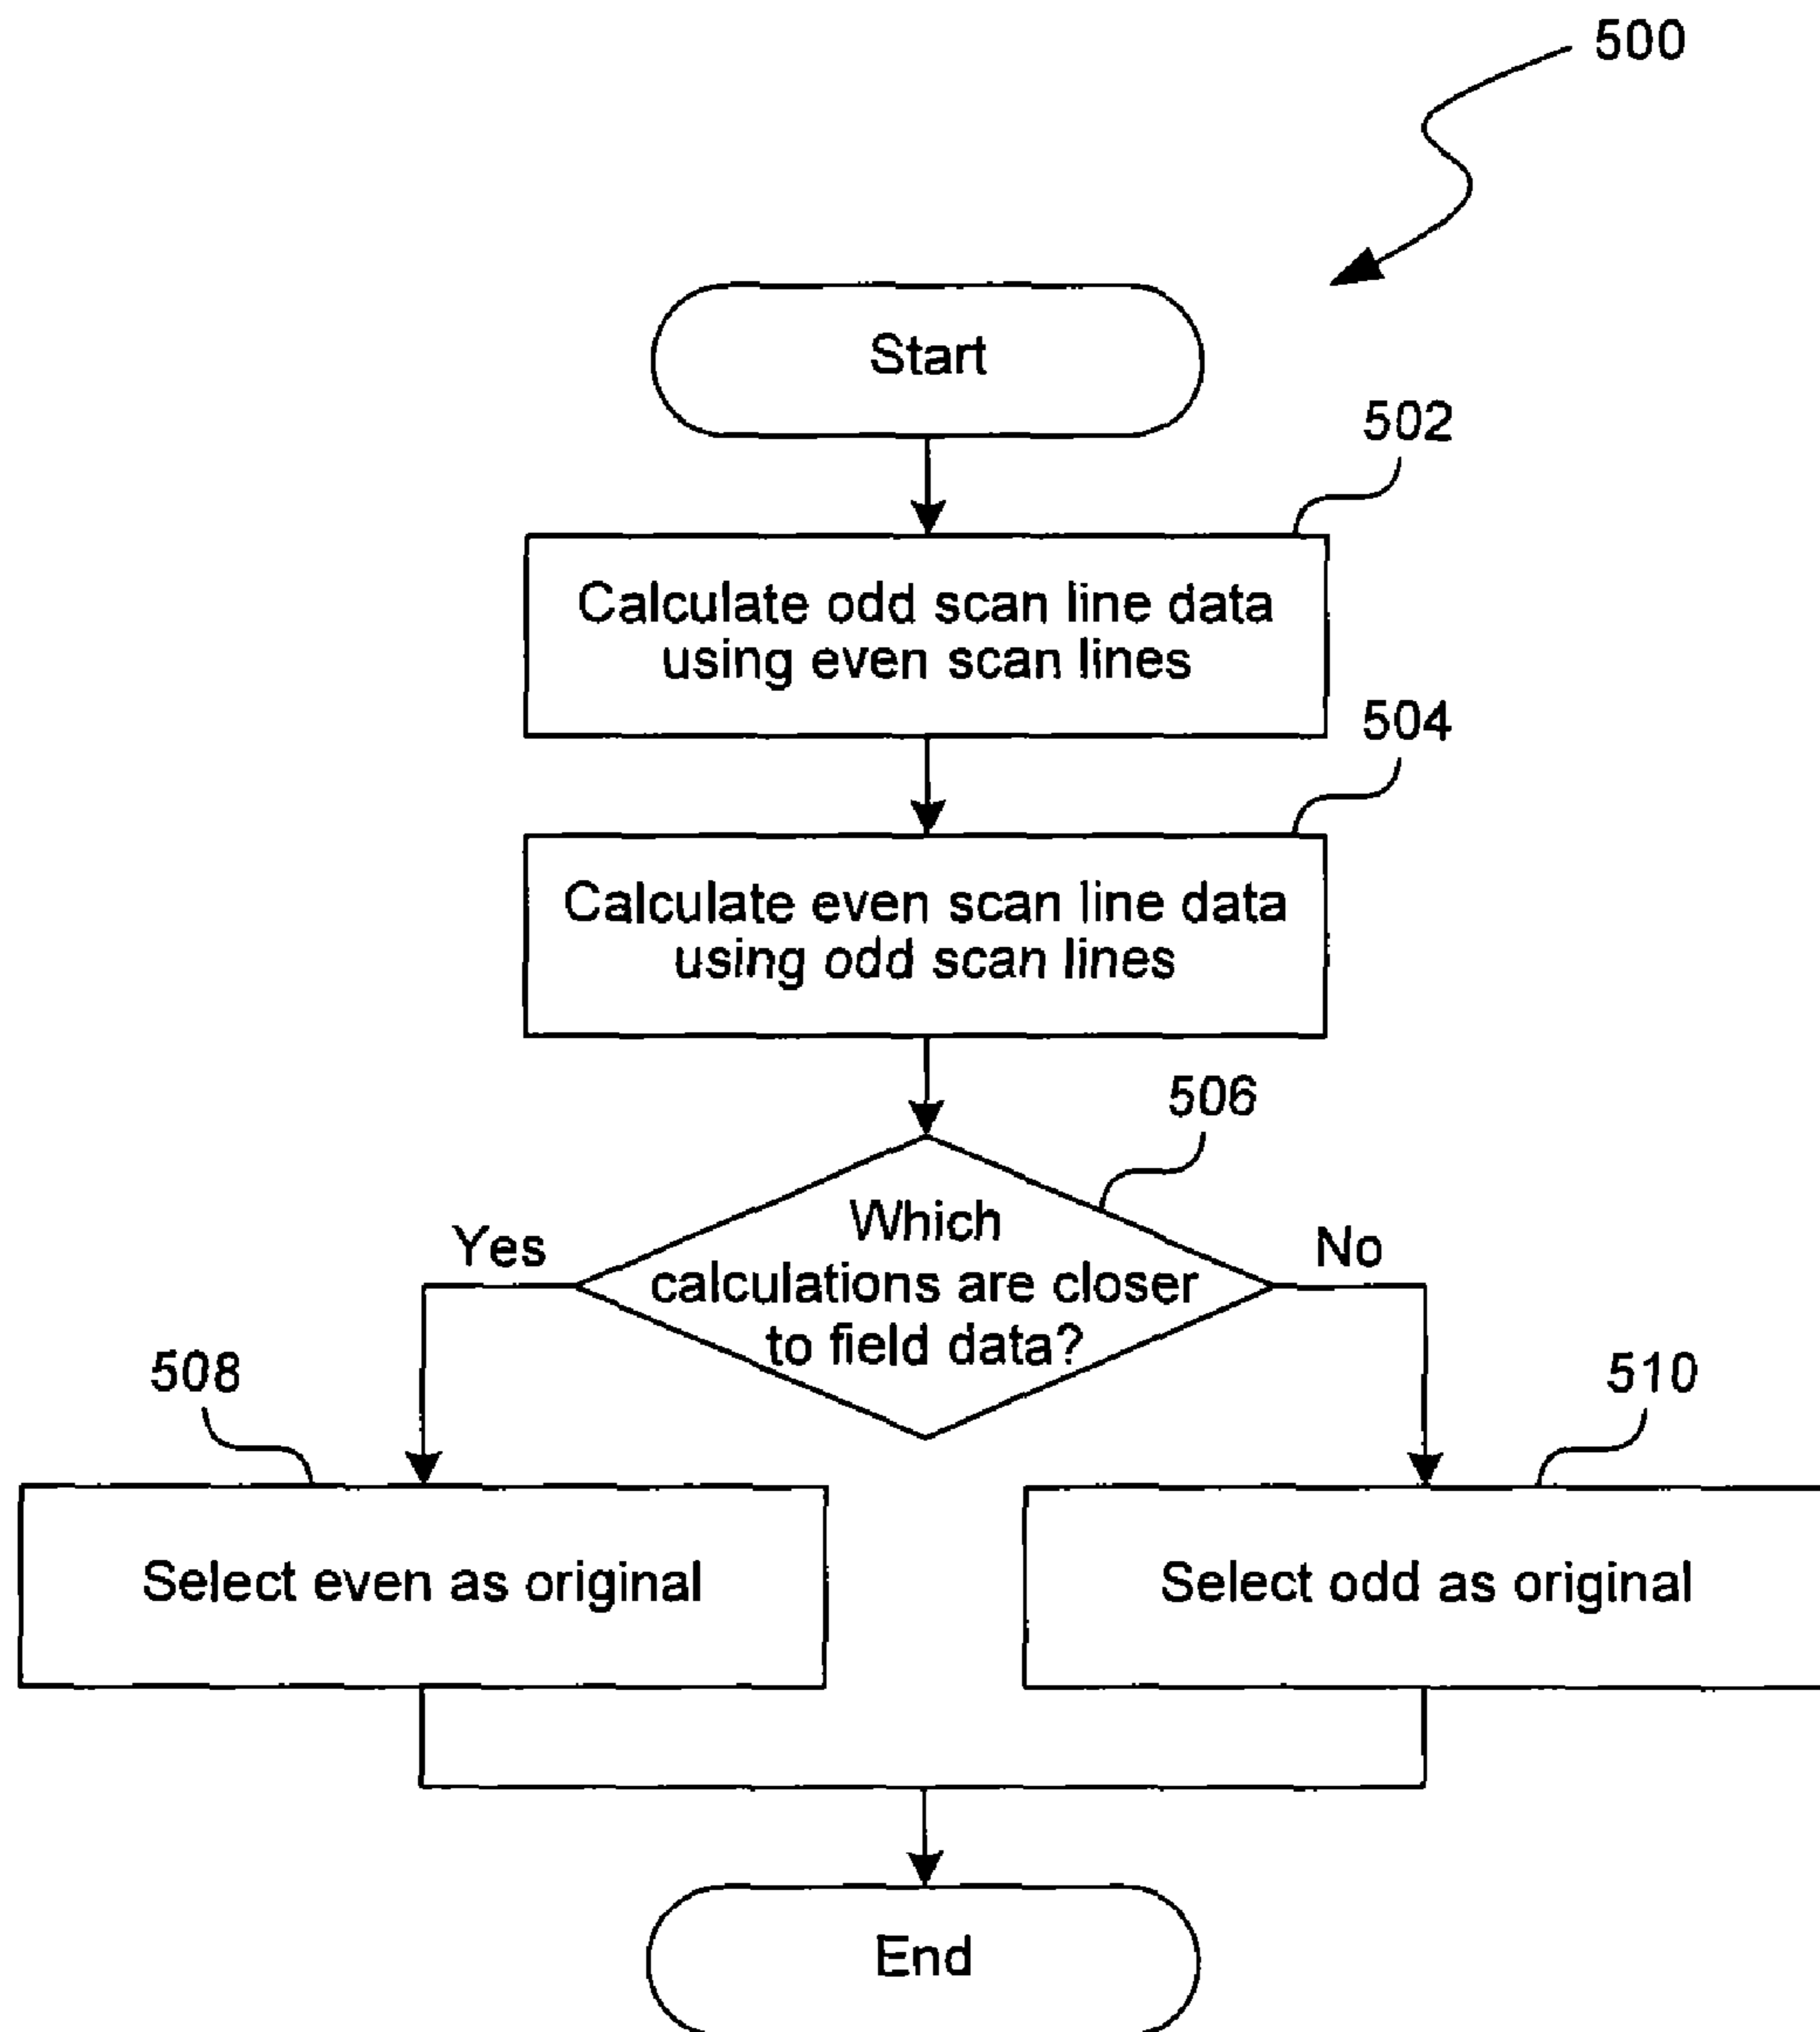 500
Start
502
Calculate odd scan line data
using even scan lines
504
Calculate even scan line data
using odd scan lines
506
Which
calculations are closer
to field data?
Yes
No
508
510
Select even as original
Select odd as original
End